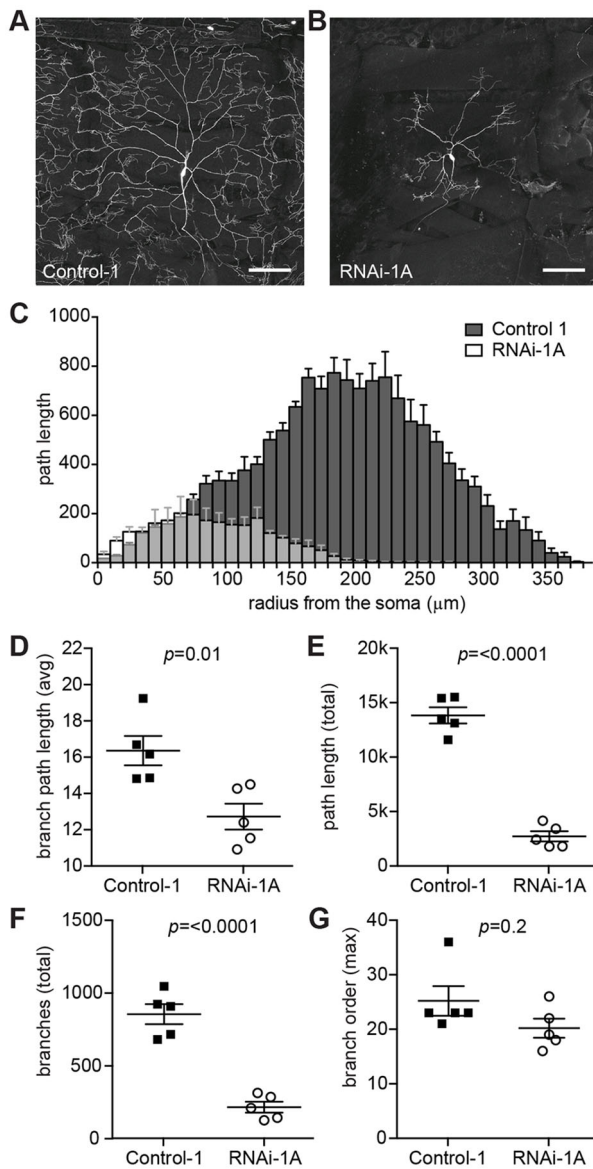 A
B
Control-1
RNAi-1A
C
1000
800
600
400
200
0
path length
Control 1
RNAi-1A
0 50 100 150 200 250 300 350
radius from the soma (μm)
D
p=0.01
22
20
18
16
14
12
10
branch path length (avg)
Control-1 RNAi-1A
E
p=<0.0001
20k
15k
10k
5k
0
path length (total)
Control-1 RNAi-1A
F
p=<0.0001
1500
1000
500
0
branches (total)
Control-1 RNAi-1A
G
p=0.2
40
30
20
10
0
branch order (max)
Control-1 RNAi-1A